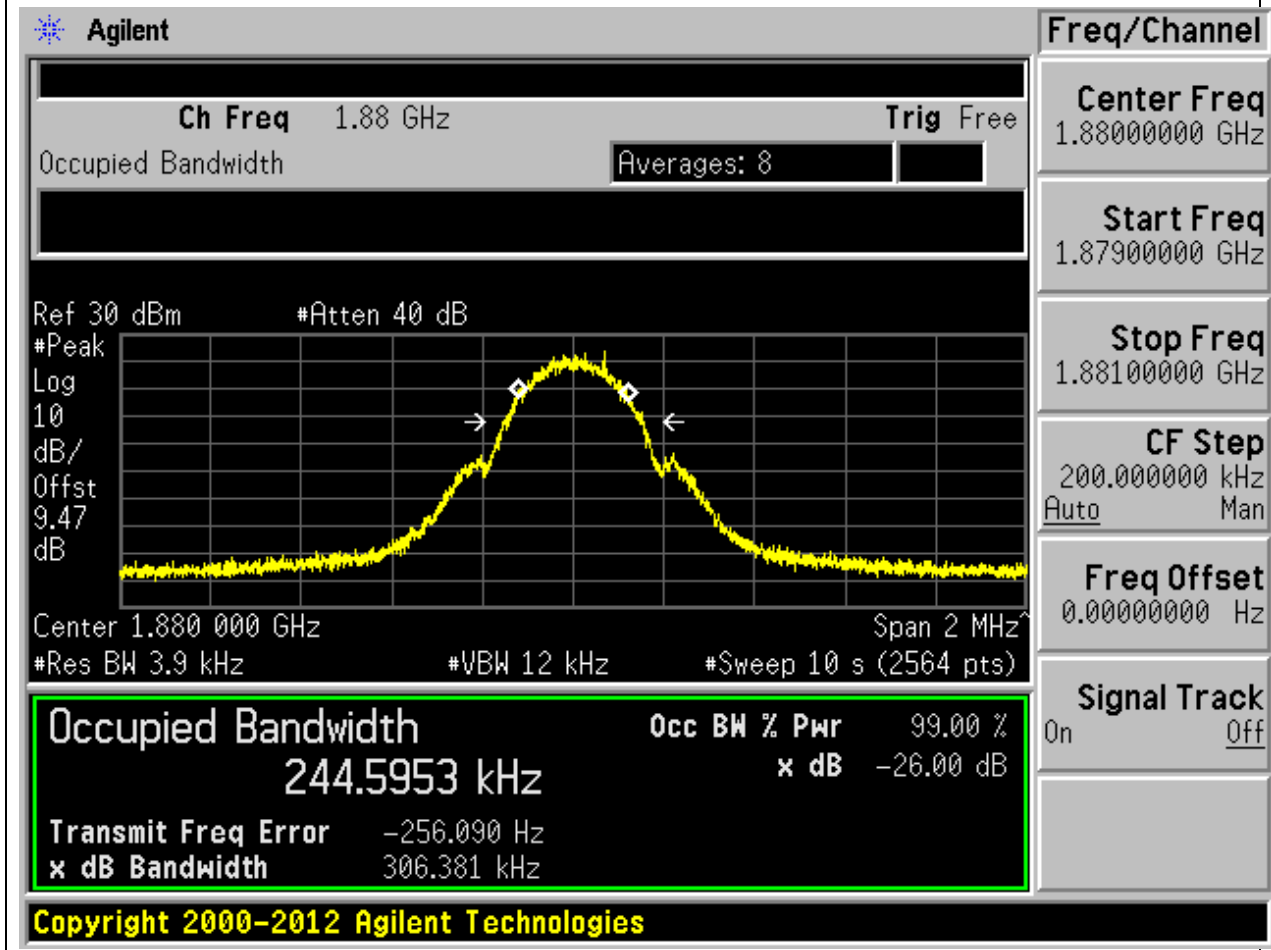 Agilent
Freq/Channel
Ch Freq 1.88 GHz Trig Free
Occupied Bandwidth Averages: 8
Ref 30 dBm #Atten 40 dB
#Peak
Log
10
dB/
Offst
9.47
dB
Center 1.880 000 GHz Span 2 MHz^
#Res BW 3.9 kHz #VBW 12 kHz #Sweep 10 s (2564 pts)
Occupied Bandwidth Occ BW % Pwr 99.00 %
244.5953 kHz x dB -26.00 dB
Transmit Freq Error -256.090 Hz
x dB Bandwidth 306.381 kHz
Copyright 2000-2012 Agilent Technologies
Center Freq
1.88000000 GHz
Start Freq
1.87900000 GHz
Stop Freq
1.88100000 GHz
CF Step
200.000000 kHz
Auto Man
Freq Offset
0.00000000 Hz
Signal Track
On Off